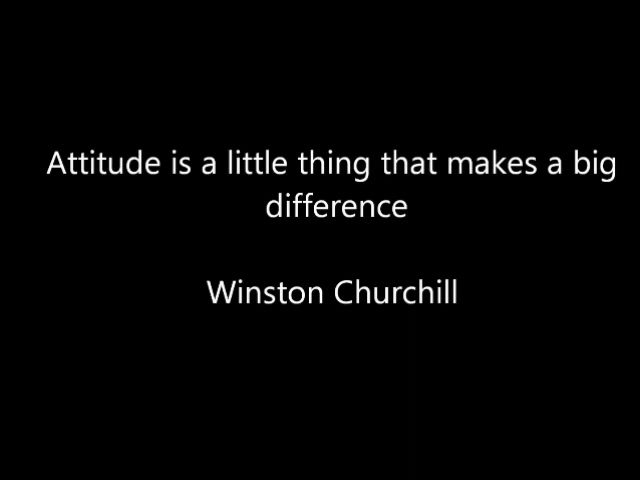 Attitude is a little thing that makes a big
difference
Winston Churchill